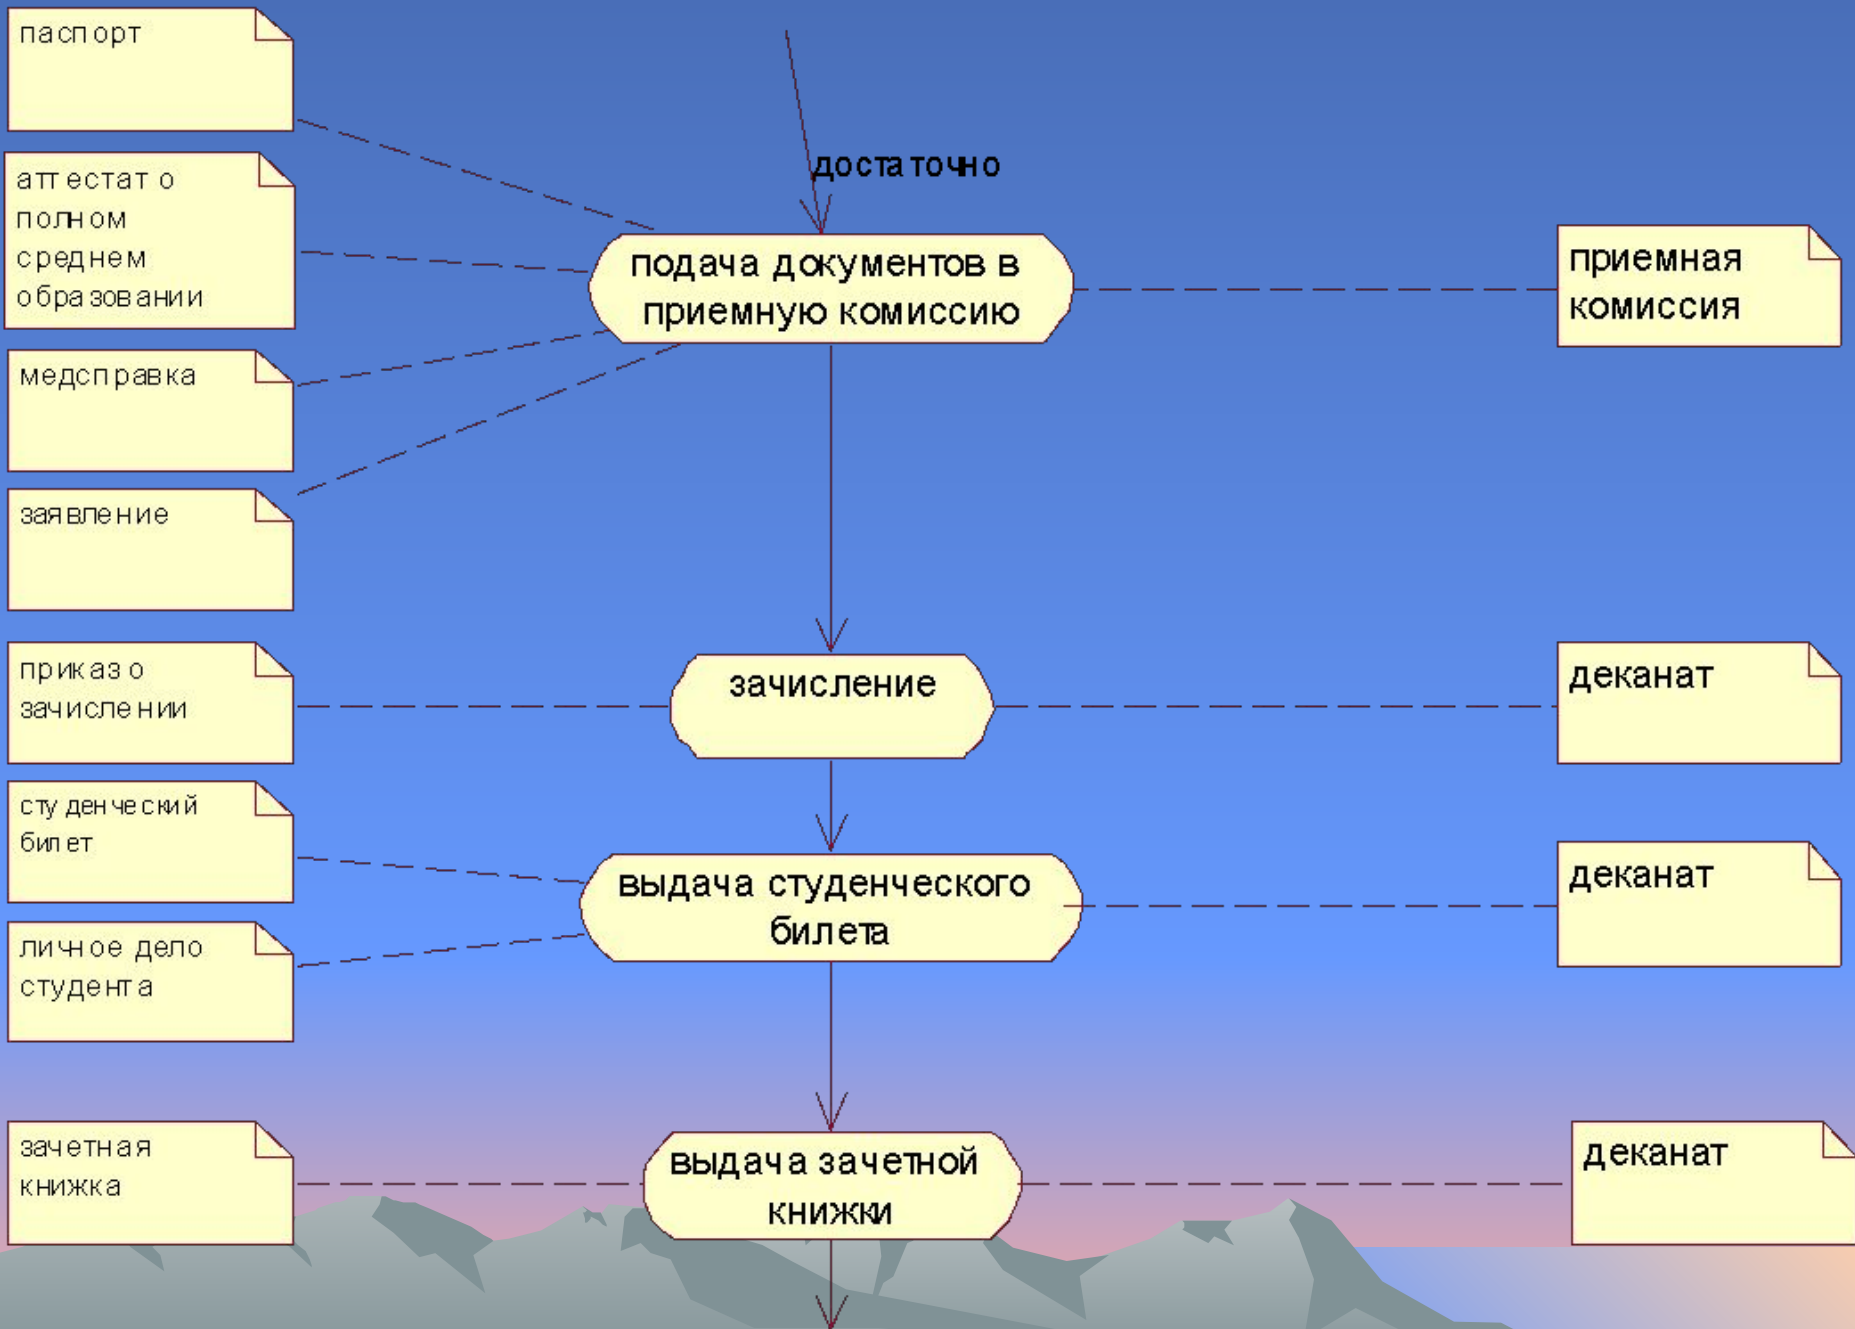 паспорт
аттестат о
полном
среднем
образовании
медсправка
заявление
достаточно
подача документов в
приемную комиссию
приемная
комиссия
приказ о
зачислении
зачисление
деканат
студенческий
билет
личное дело
студента
выдача студенческого
билета
деканат
зачетная
книжка
выдача зачетной
книжки
деканат